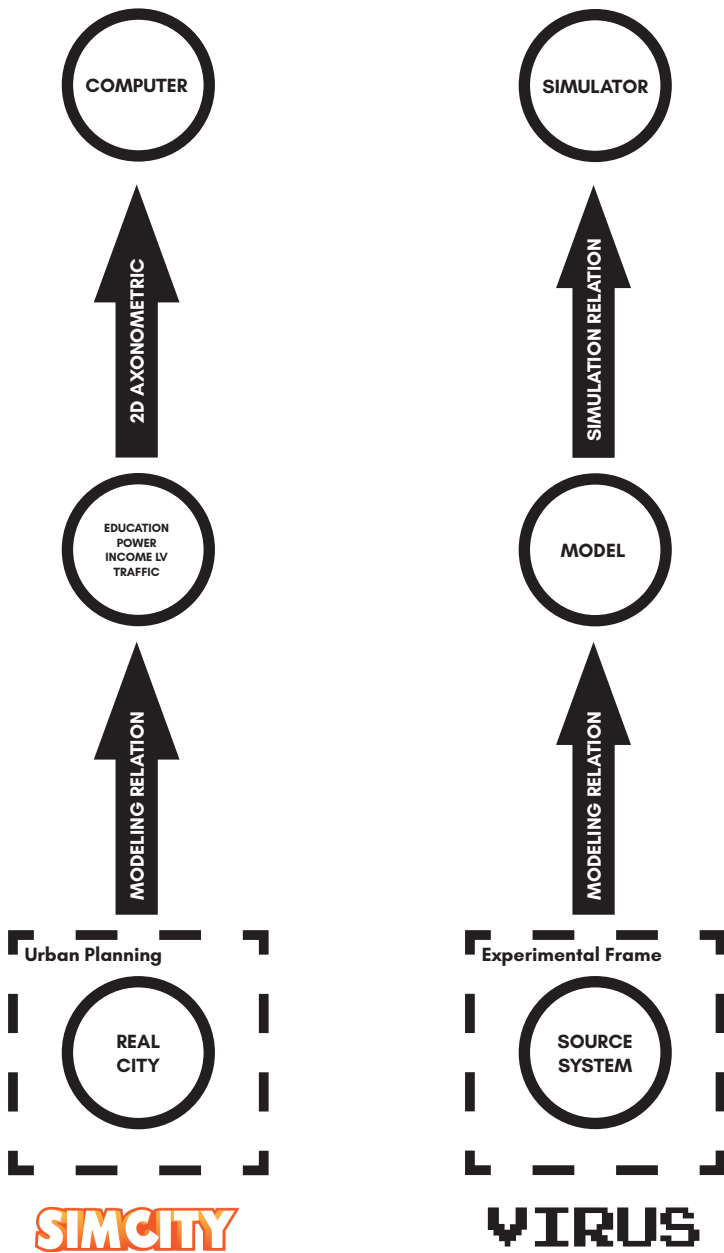 COMPUTER
2D AXONOMETRIC
EDUCATION
POWER
INCOME LV
TRAFFIC
MODELING RELATION
Urban Planning
REAL
CITY
SIMCITY
SIMULATOR
SIMULATION RELATION
MODEL
MODELING RELATION
Experimental Frame
SOURCE
SYSTEM
VIRUS